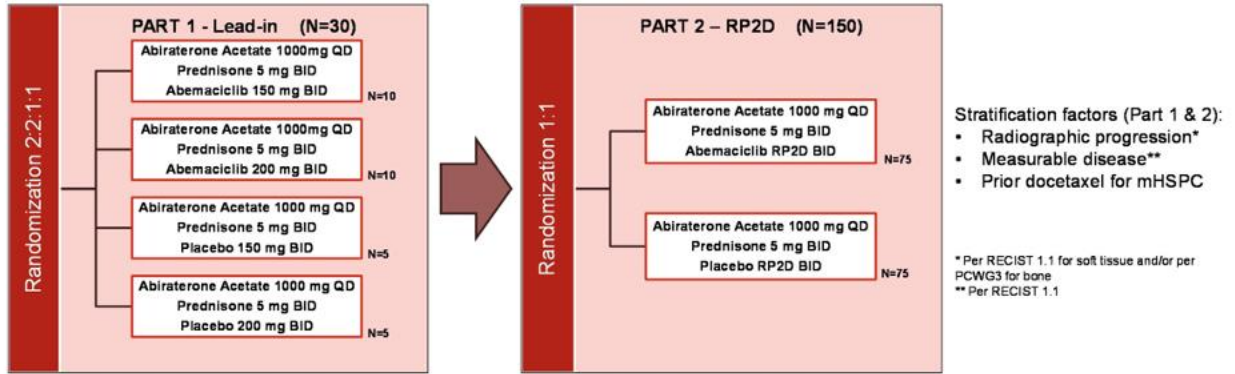 Randomization 2:2:1:1
PART 1 - Lead-in (N=30)
Abiraterone Acetate 1000mg QD
Prednisone 5 mg BID
Abemaciclib 150 mg BID
N=10
Abiraterone Acetate 1000mg QD
Prednisone 5 mg BID
Abemaciclib 200 mg BID
N=10
Abiraterone Acetate 1000 mg QD
Prednisone 5 mg BID
Placebo 150 mg BID
N=5
Abiraterone Acetate 1000 mg QD
Prednisone 5 mg BID
Placebo 200 mg BID
N=5
Randomization 1:1
PART 2 – RP2D (N=150)
Abiraterone Acetate 1000 mg QD
Prednisone 5 mg BID
Abemaciclib RP2D BID
N=75
Abiraterone Acetate 1000 mg QD
Prednisone 5 mg BID
Placebo RP2D BID
N=75
Stratification factors (Part 1 & 2):
• Radiographic progression*
• Measurable disease**
• Prior docetaxel for mHSPC
* Per RECIST 1.1 for soft tissue and/or per
PCWG3 for bone
** Per RECIST 1.1